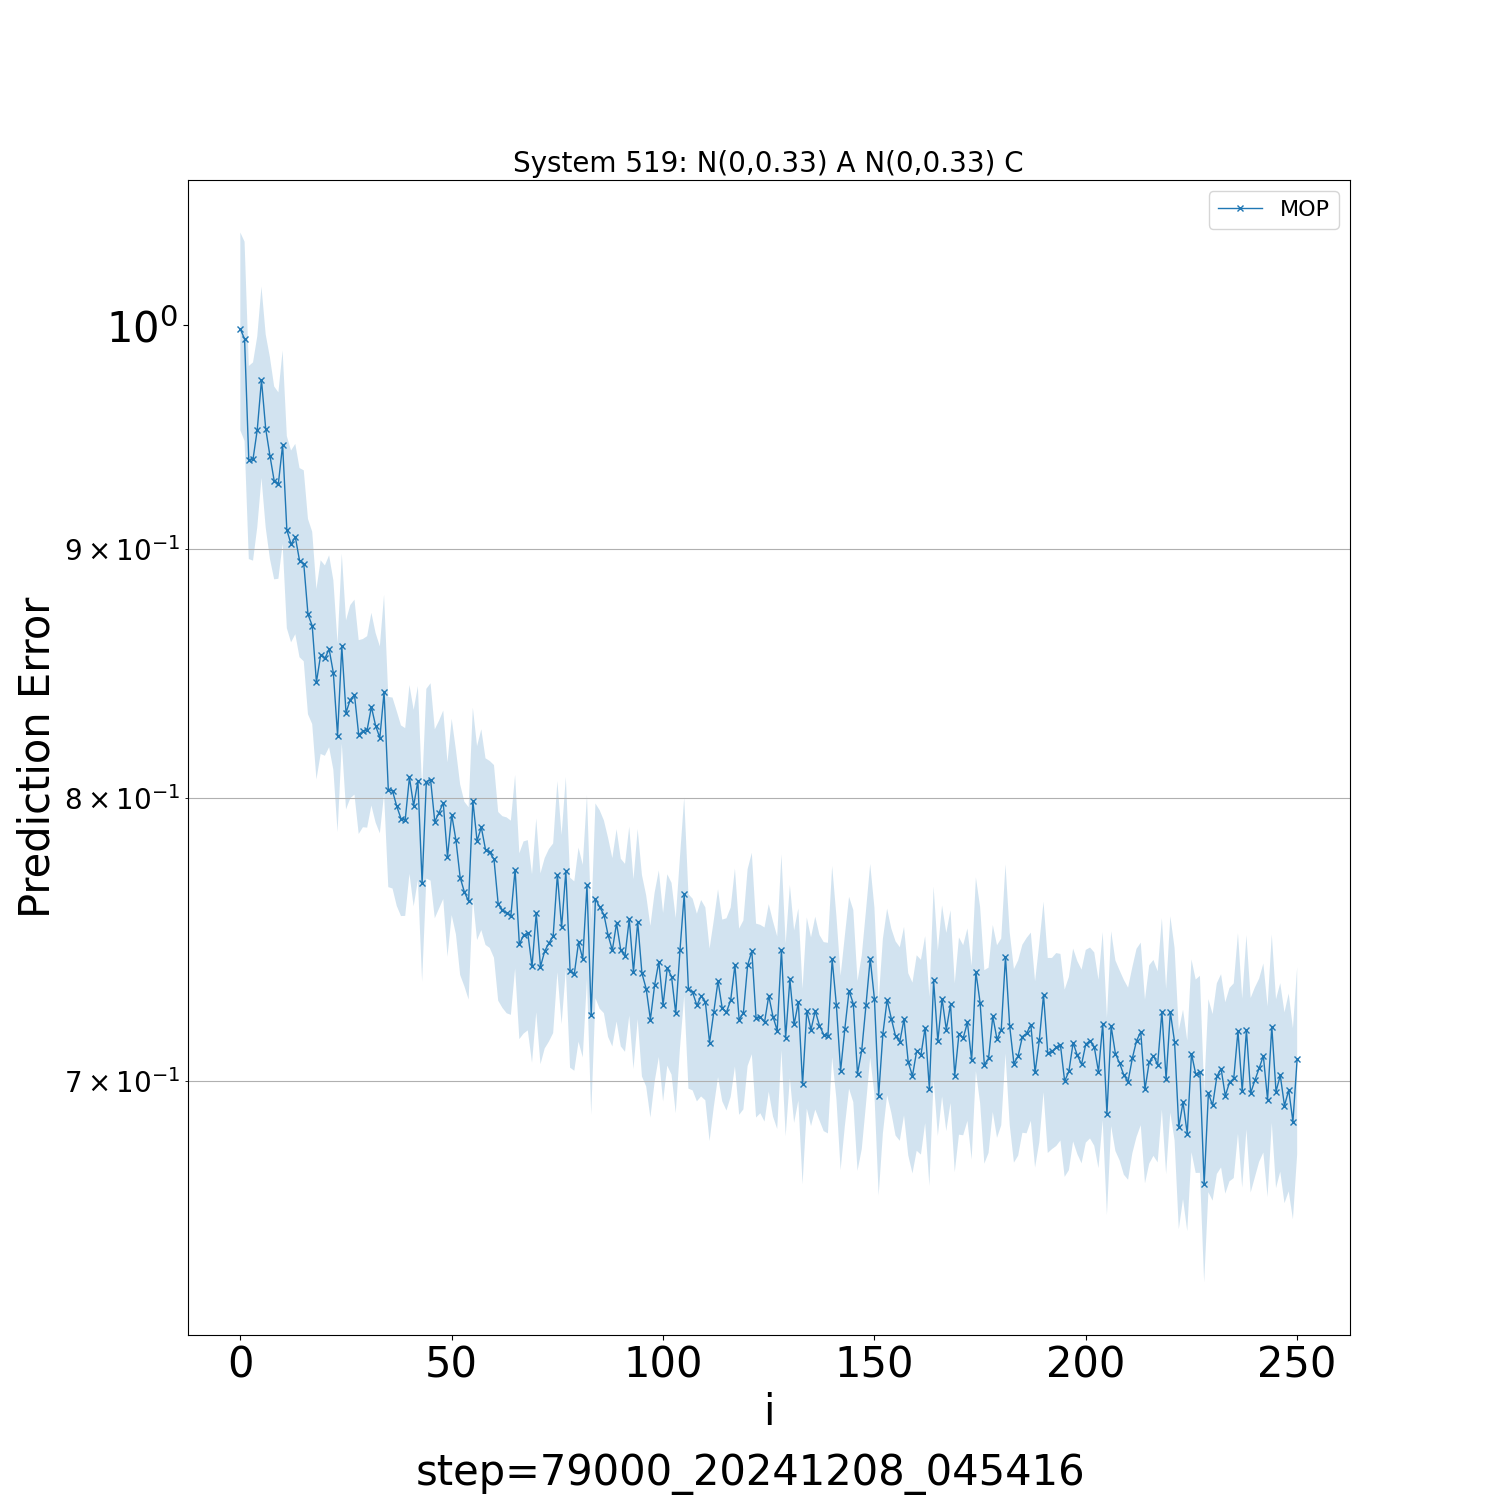 System 519: N(0,0.33) A N(0,0.33) C
MOP
10⁰
9 × 10⁻¹
8 × 10⁻¹
7 × 10⁻¹
Prediction Error
0 50 100 150 200 250
i
step=79000_20241208_045416